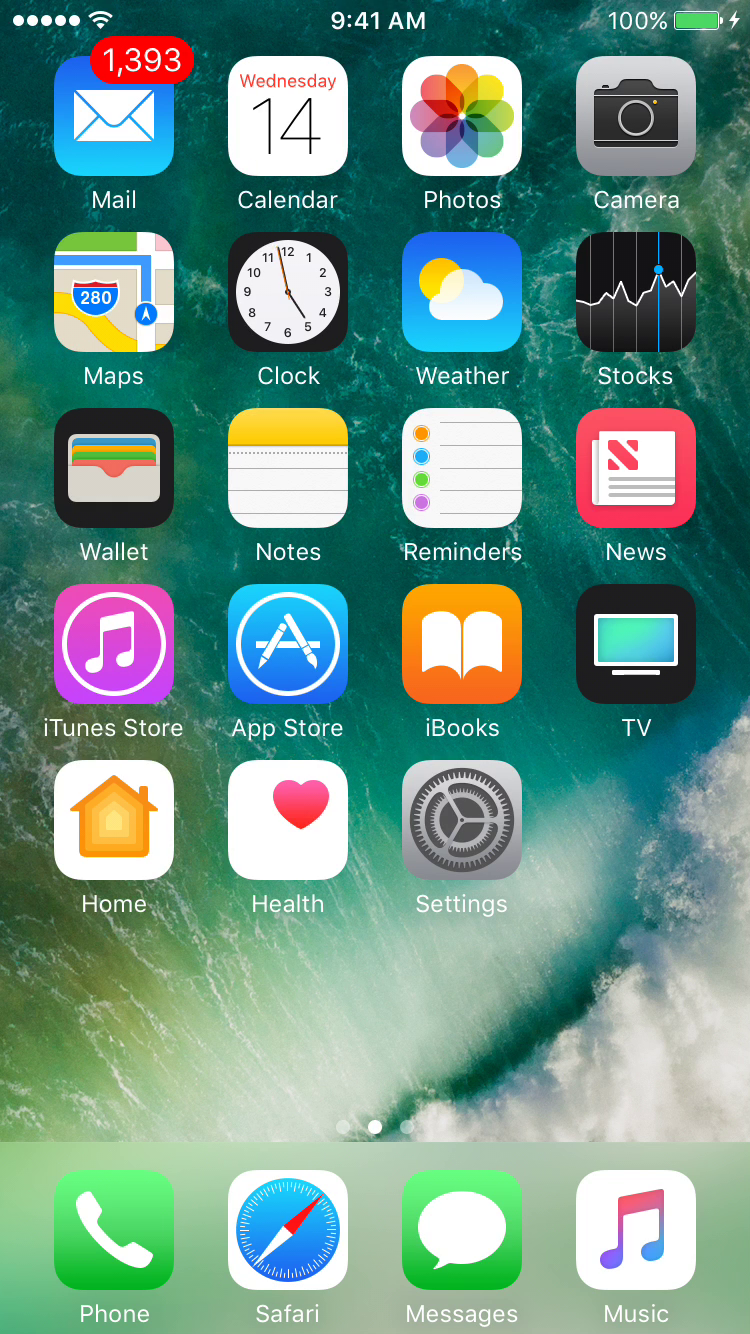 9:41 AM 100%
1,393
Wednesday
14
Mail Calendar Photos Camera
280
12
1
2
3
4
5
6
7
8
9
10
11
Maps Clock Weather Stocks
Wallet Notes Reminders News
iTunes Store App Store iBooks TV
Home Health Settings
Phone Safari Messages Music